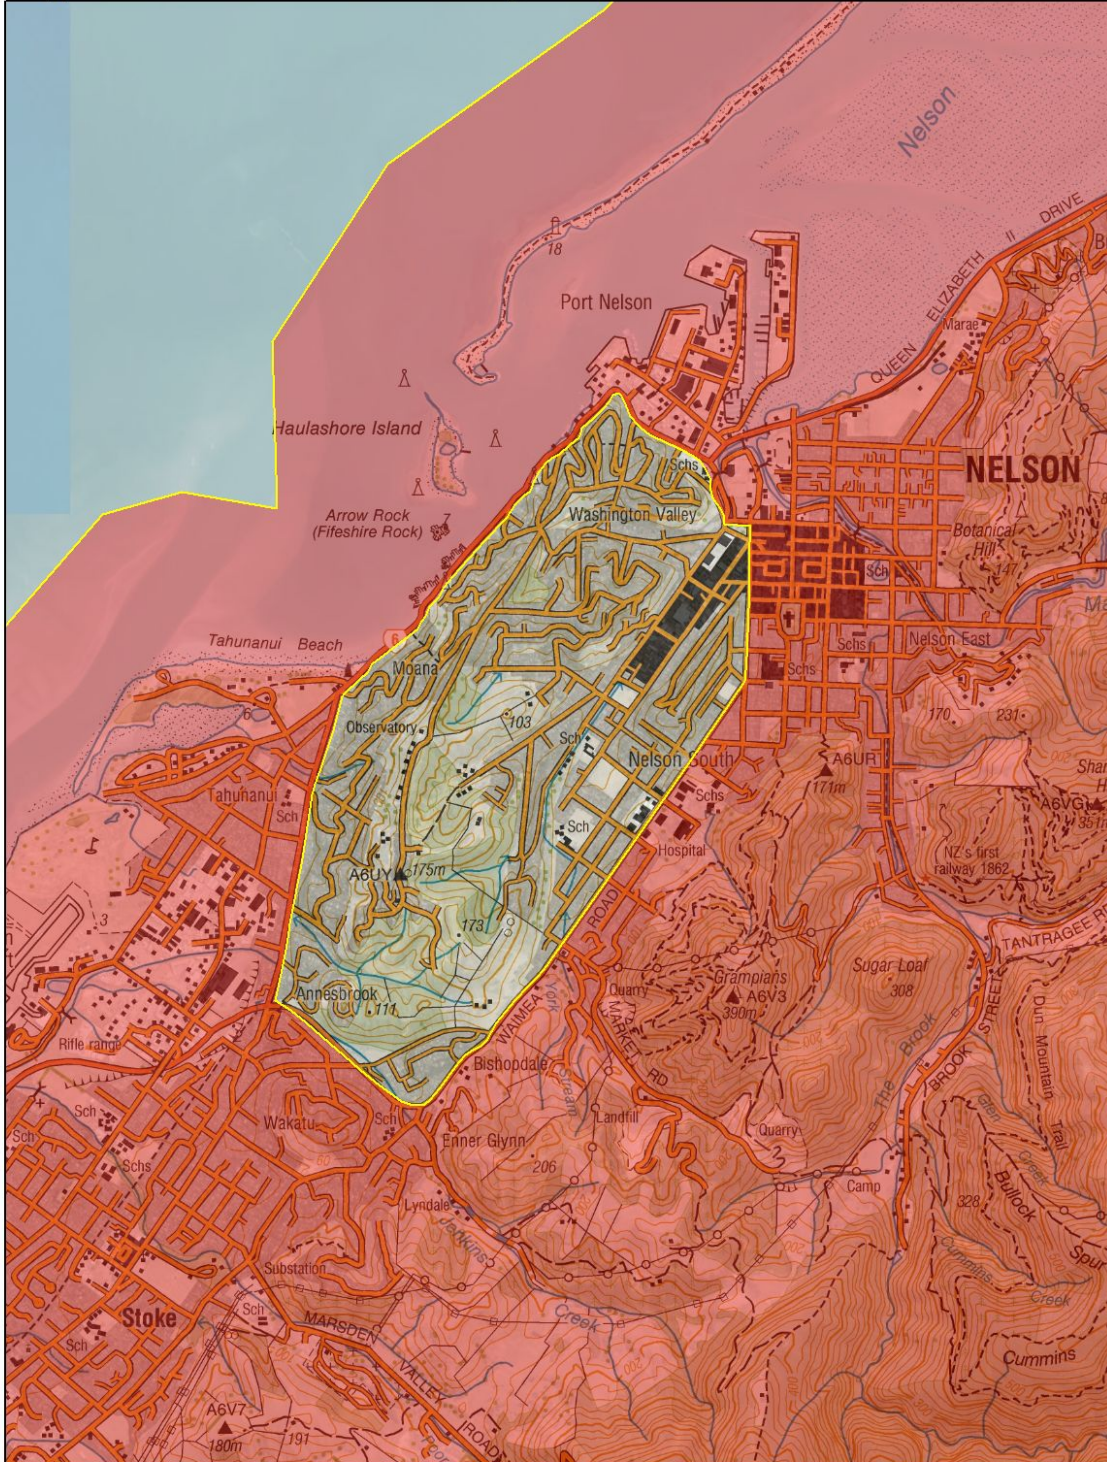 Nelson
18
Port Nelson
QUEEN ELIZABETH II DRIVE
Marae
Haulashore Island
Schs
NELSON
Arrow Rock
(Fifeshire Rock)
7
Washington Valley
Botanical
Hill
147
Sch
6
Tahunanui Beach
Moana
Schs
Sch
Nelson East
6
Observatory
103
170
231
Sch
Nelson South
A6UR
171m
Tahunanui
Sch
Schs
A6VG
Sch
Hospital
NZ's first
railway 1862
A6UY
175m
3
173
WAIMEA ROAD
TANTRAGEE
Sugar Loaf
308
Grampians
A6V3
390m
Quarry
Annesbrook
111
York Stream
MARKET RD
The Brook
BROOK STREET
Dun Mountain Trail
Rifle range
Bishopdale
Glen Creek
Sch
Sch
Schs
Wakatu
Sch
Enner Glynn
206
Landfill
Quarry
Camp
Lyndale
Jenkins Creek
328
Bullock Spur
Substation
Cummins Creek
Stoke
Sch
Sch
MARSDEN VALLEY ROAD
Cummins
A6V7
180m
191
Poor